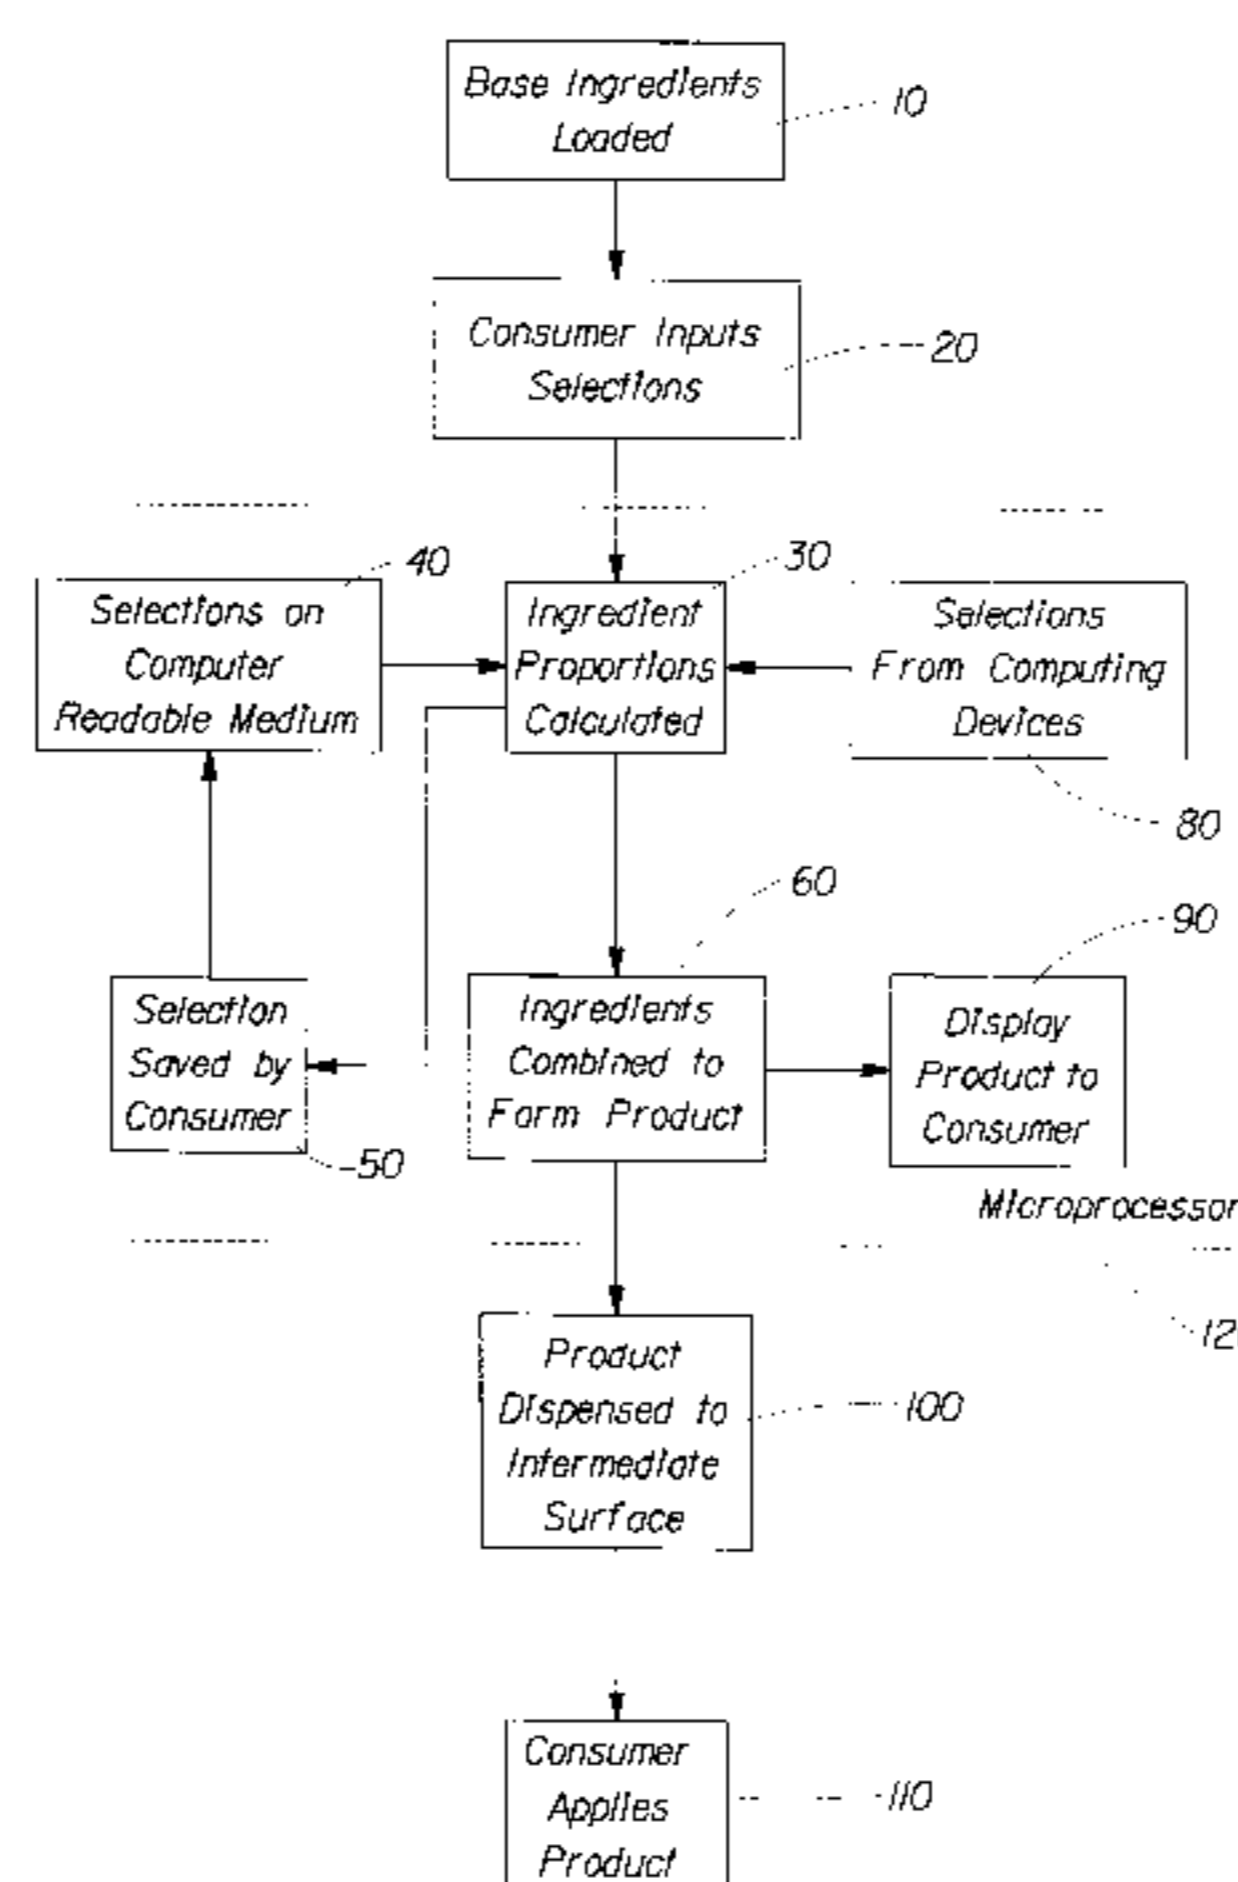 Base Ingredients
Loaded
10
Consumer Inputs
Selections
20
40
Selections on
Computer
Readable Medium
30
Ingredient
Proportions
Calculated
Selections
From Computing
Devices
80
60
90
Selection
Saved by
Consumer
50
Ingredients
Combined to
Form Product
Display
Product to
Consumer
Microprocessor
Product
Dispensed to
Intermediate
Surface
100
Consumer
Applies
Product
110